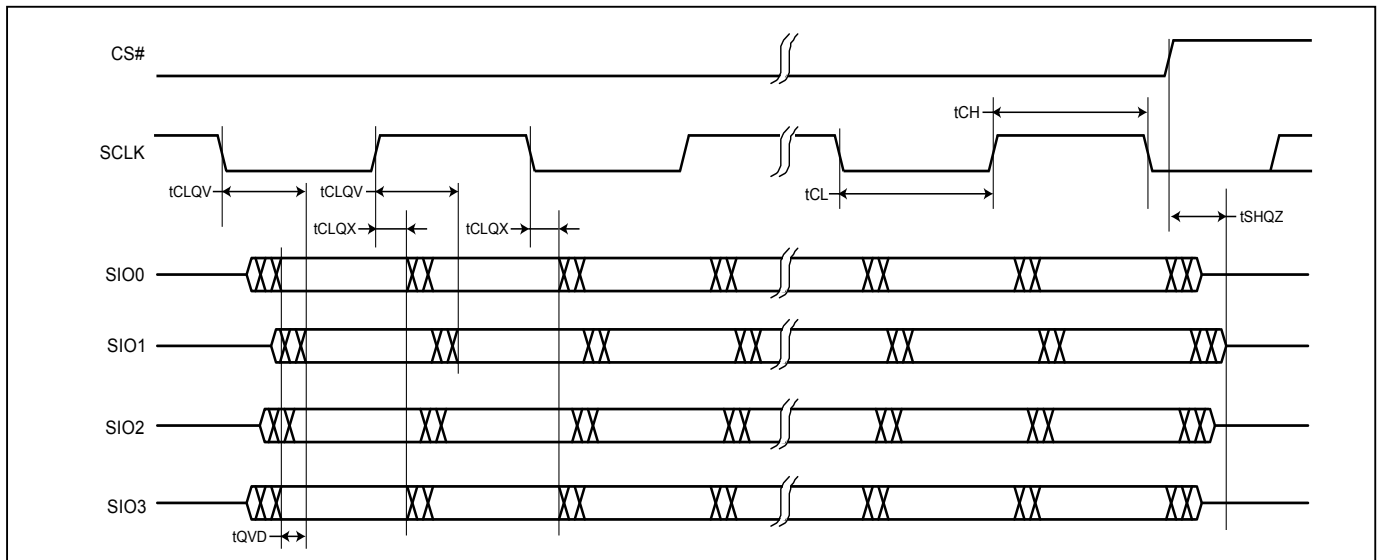 CS#
tCH
SCLK
tCLQV
tCLQV
tCL
tSHQZ
tCLQX
tCLQX
SIO0
SIO1
SIO2
SIO3
tQVD